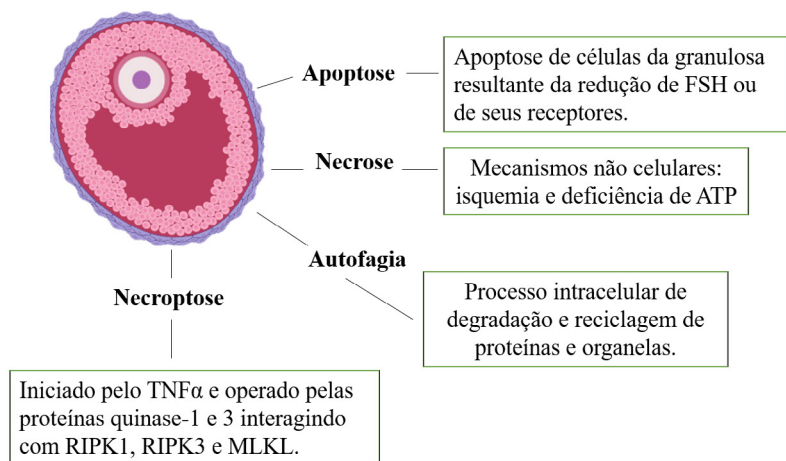 Apoptose
Apoptose de células da granulosa
resultante da redução de FSH ou
de seus receptores.
Necrose
Mecanismos não celulares:
isquemia e deficiência de ATP
Autofagia
Processo intracelular de
degradação e reciclagem de
proteínas e organelas.
Necroptose
Iniciado pelo TNFα e operado pelas
proteínas quinase-1 e 3 interagindo
com RIPK1, RIPK3 e MLKL.